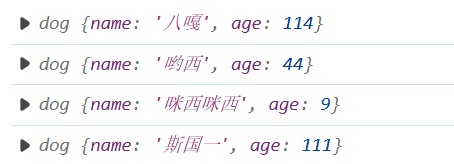 dog {name: '八嘎', age: 114}
dog {name: '哟西', age: 44}
dog {name: '咪西咪西', age: 9}
dog {name: '斯国一', age: 111}